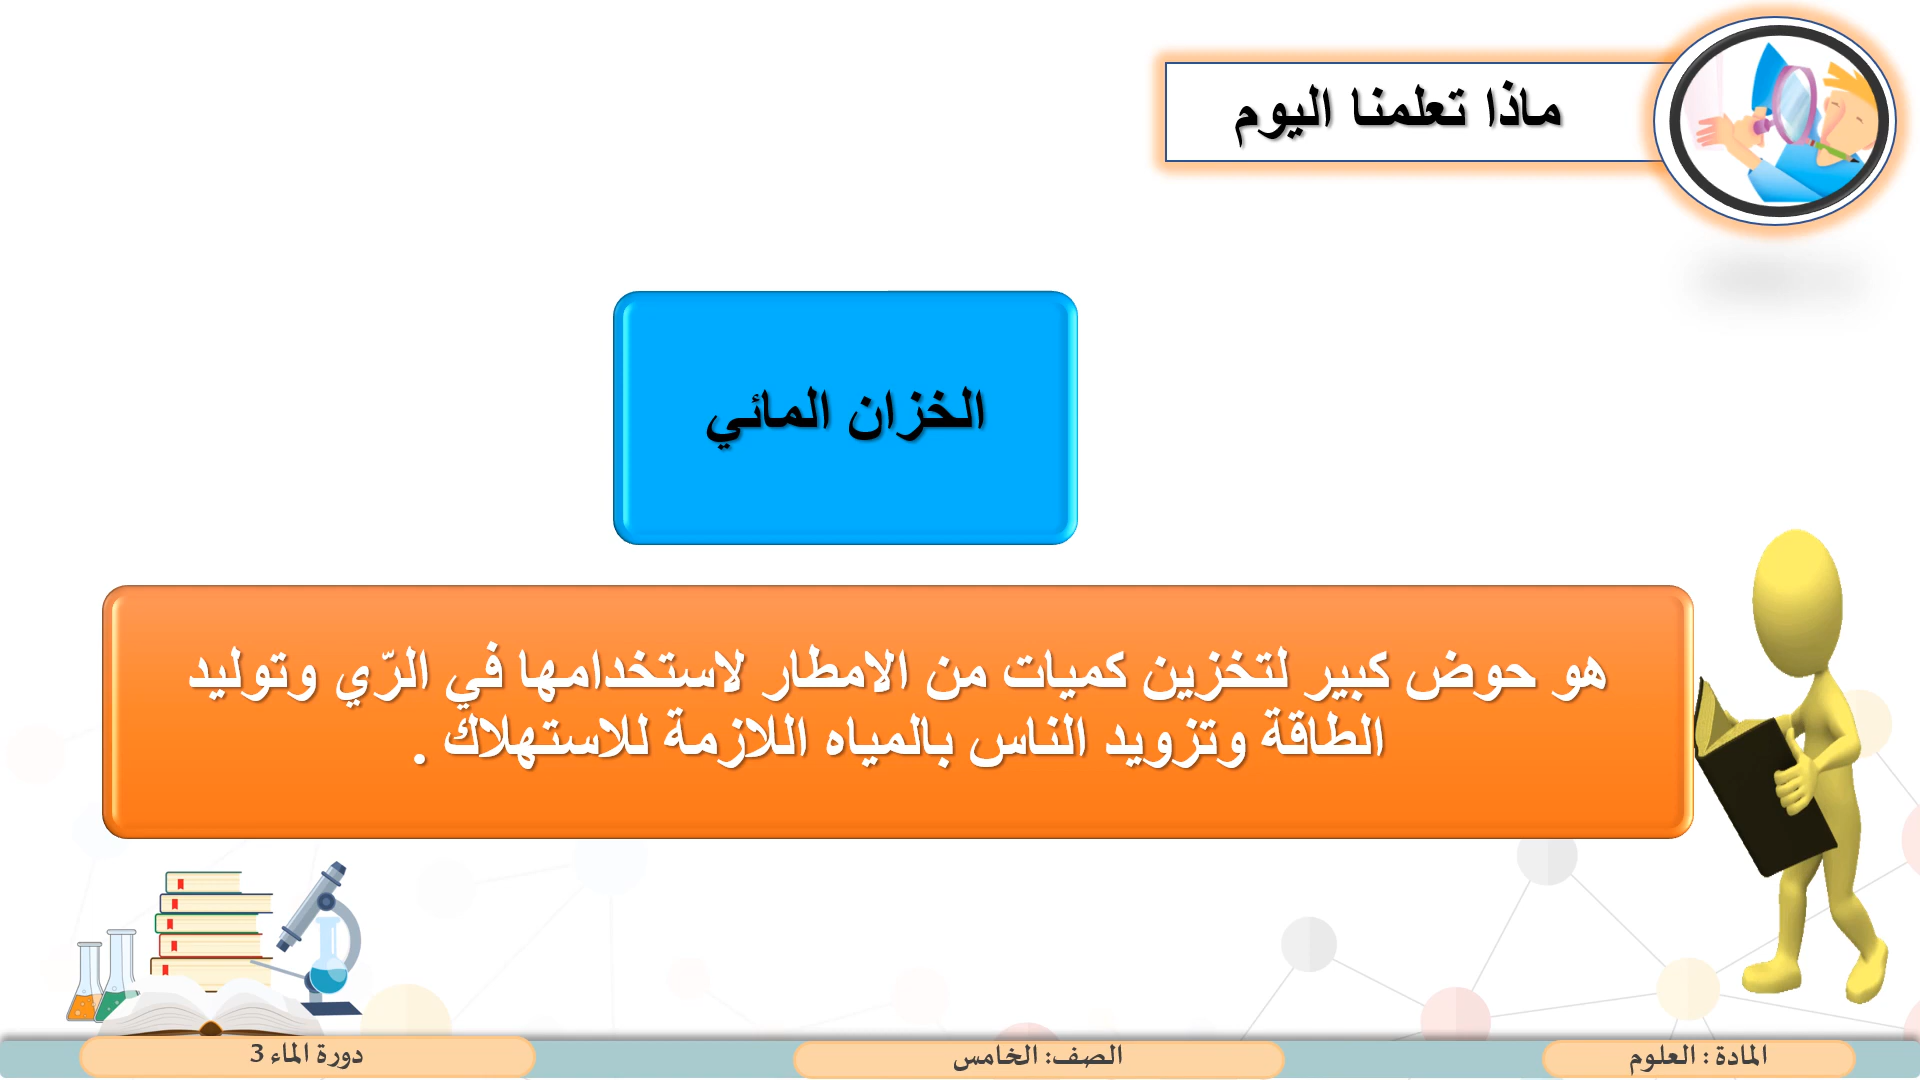 ماذا تعلمنا اليوم
الخزان المائي
هو حوض كبير لتخزين كميات من الامطار لاستخدامها في الرّي وتوليد
الطاقة وتزويد الناس بالمياه اللازمة للاستهلاك .
المادة : العلوم
الصف: الخامس
دورة الماء 3